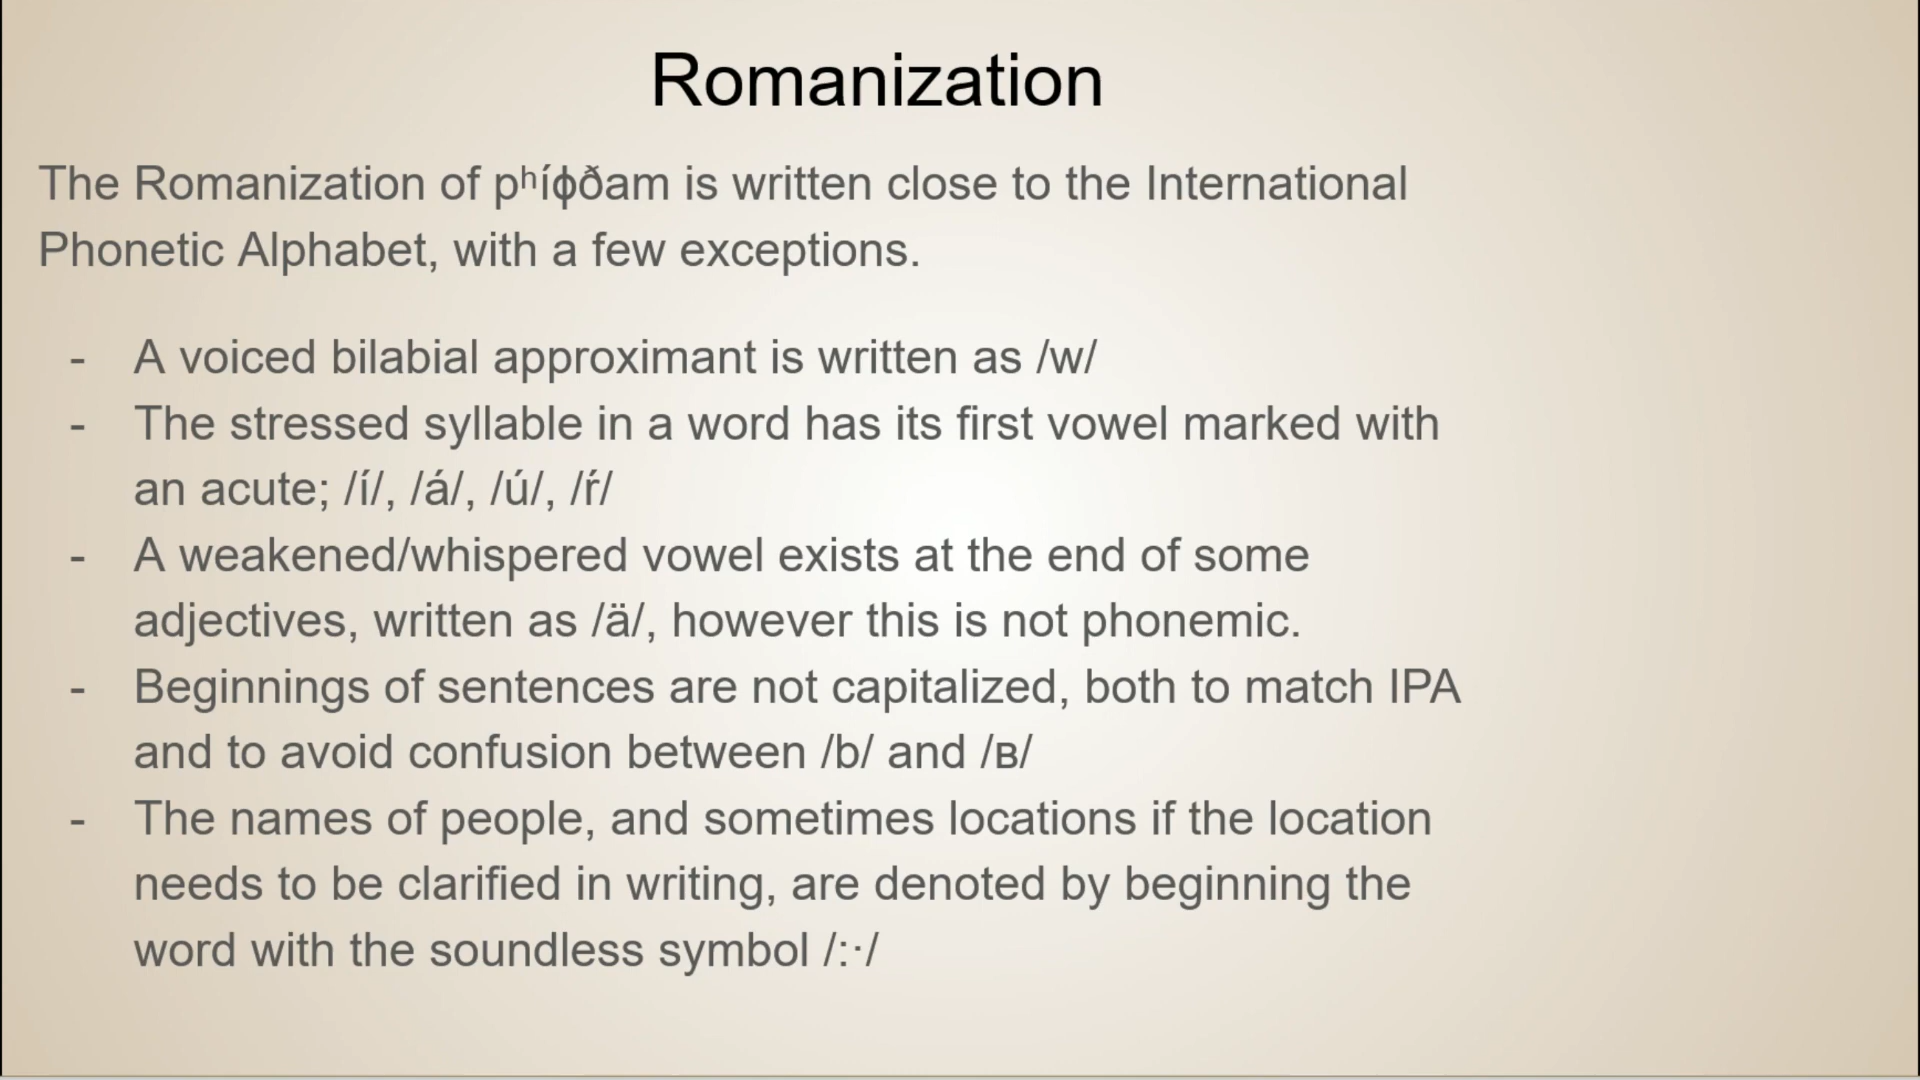 Romanization
The Romanization of pʰíɸðam is written close to the International
Phonetic Alphabet, with a few exceptions.
- A voiced bilabial approximant is written as /w/
- The stressed syllable in a word has its first vowel marked with
an acute; /í/, /á/, /ú/, /ŕ/
- A weakened/whispered vowel exists at the end of some
adjectives, written as /ä/, however this is not phonemic.
- Beginnings of sentences are not capitalized, both to match IPA
and to avoid confusion between /b/ and /ʙ/
- The names of people, and sometimes locations if the location
needs to be clarified in writing, are denoted by beginning the
word with the soundless symbol /:·/